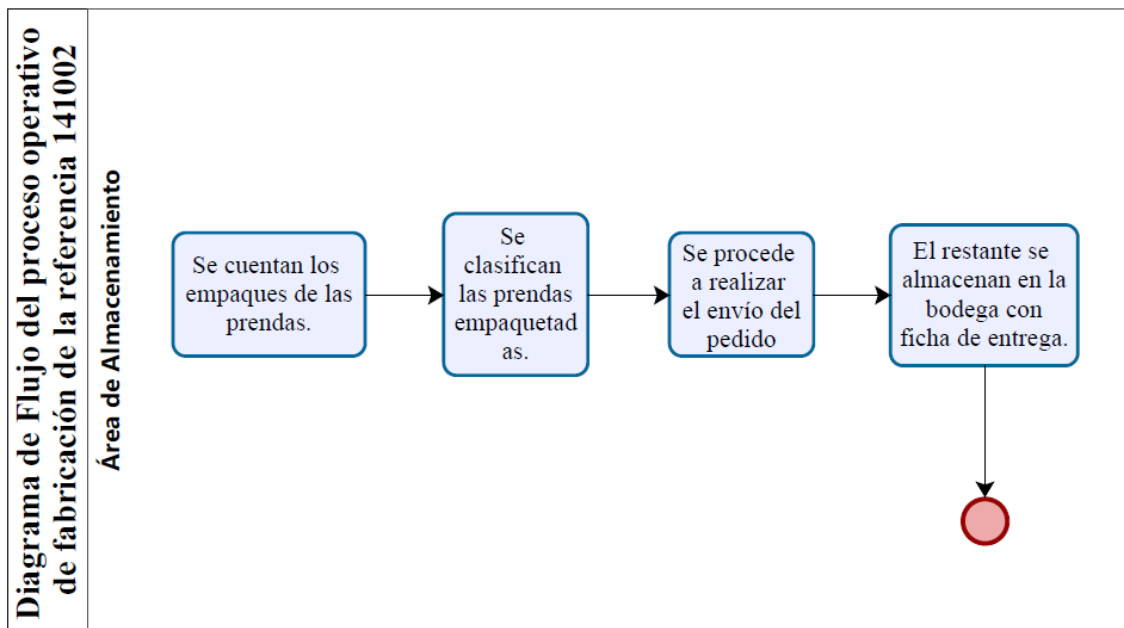 Diagrama de Flujo del proceso operativo
de fabricación de la referencia 141002
Área de Almacenamiento
Se cuentan los
empaques de las
prendas.
Se
clasifican
las prendas
empaquetad
as.
Se procede
a realizar
el envío del
pedido
El restante se
almacenan en la
bodega con
ficha de entrega.